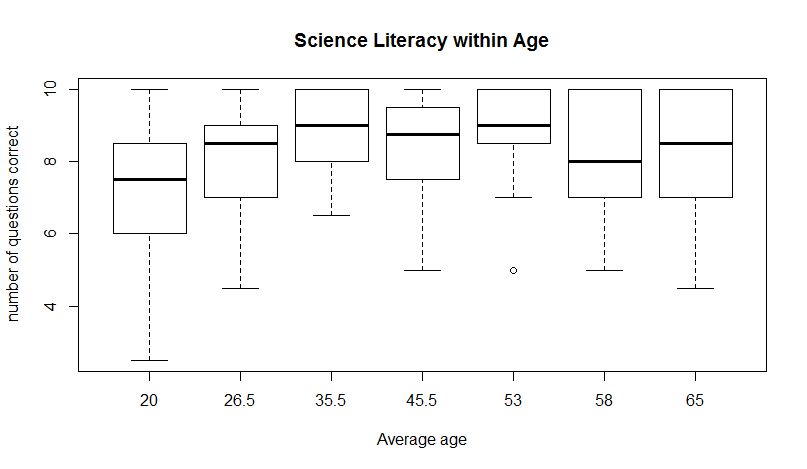 Science Literacy within Age
number of questions correct
10
8
6
4
20 26.5 35.5 45.5 53 58 65
Average age